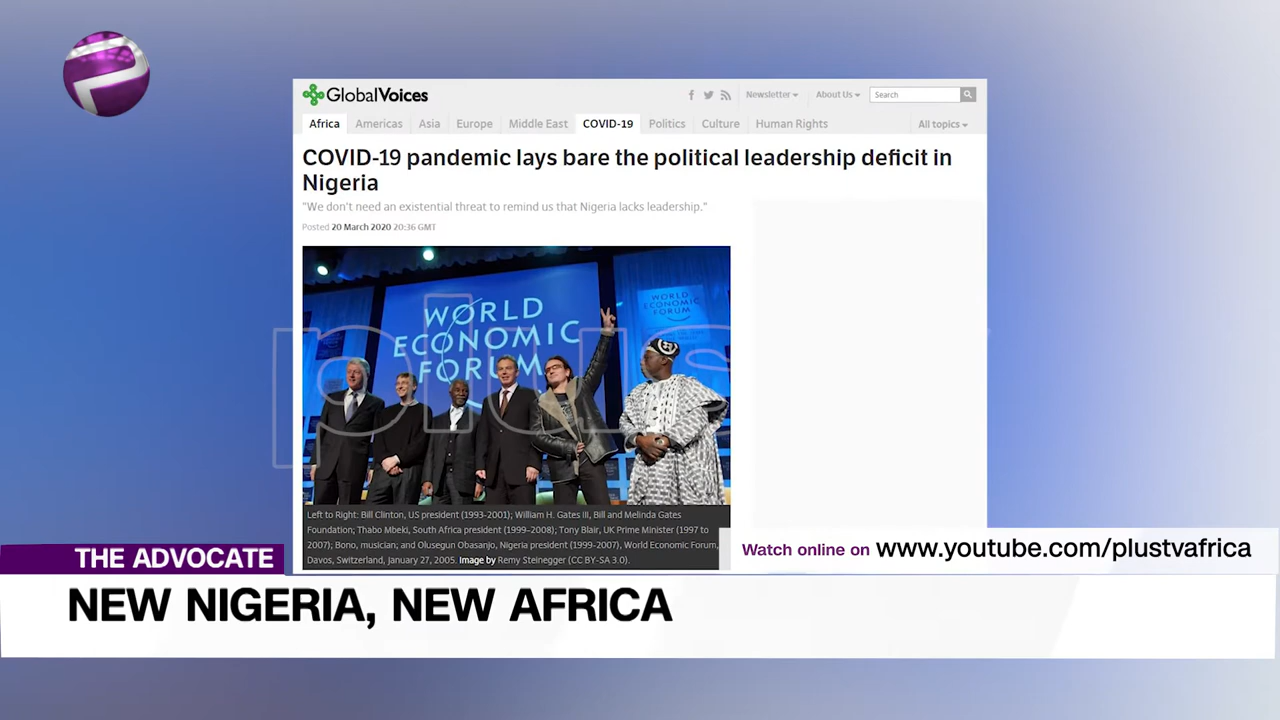 GlobalVoices
Newsletter
About Us
Search
Africa Americas Asia Europe Middle East COVID-19 Politics Culture Human Rights All topics
COVID-19 pandemic lays bare the political leadership deficit in
Nigeria
"We don't need an existential threat to remind us that Nigeria lacks leadership."
Posted 20 March 2020 20:36 GMT
WORLD
ECONOMIC
FORUM
WORLD
ECONOMIC
FORUM
plus
Left to Right: Bill Clinton, US president (1993-2001); William H. Gates III, Bill and Melinda Gates
Foundation; Thabo Mbeki, South Africa president (1999–2008); Tony Blair, UK Prime Minister (1997 to
2007); Bono, musician; and Olusegun Obasanjo, Nigeria president (1999-2007), World Economic Forum,
Davos, Switzerland, January 27, 2005. Image by Remy Steinegger (CC BY-SA 3.0).
THE ADVOCATE
Watch online on www.youtube.com/plustvafrica
NEW NIGERIA, NEW AFRICA